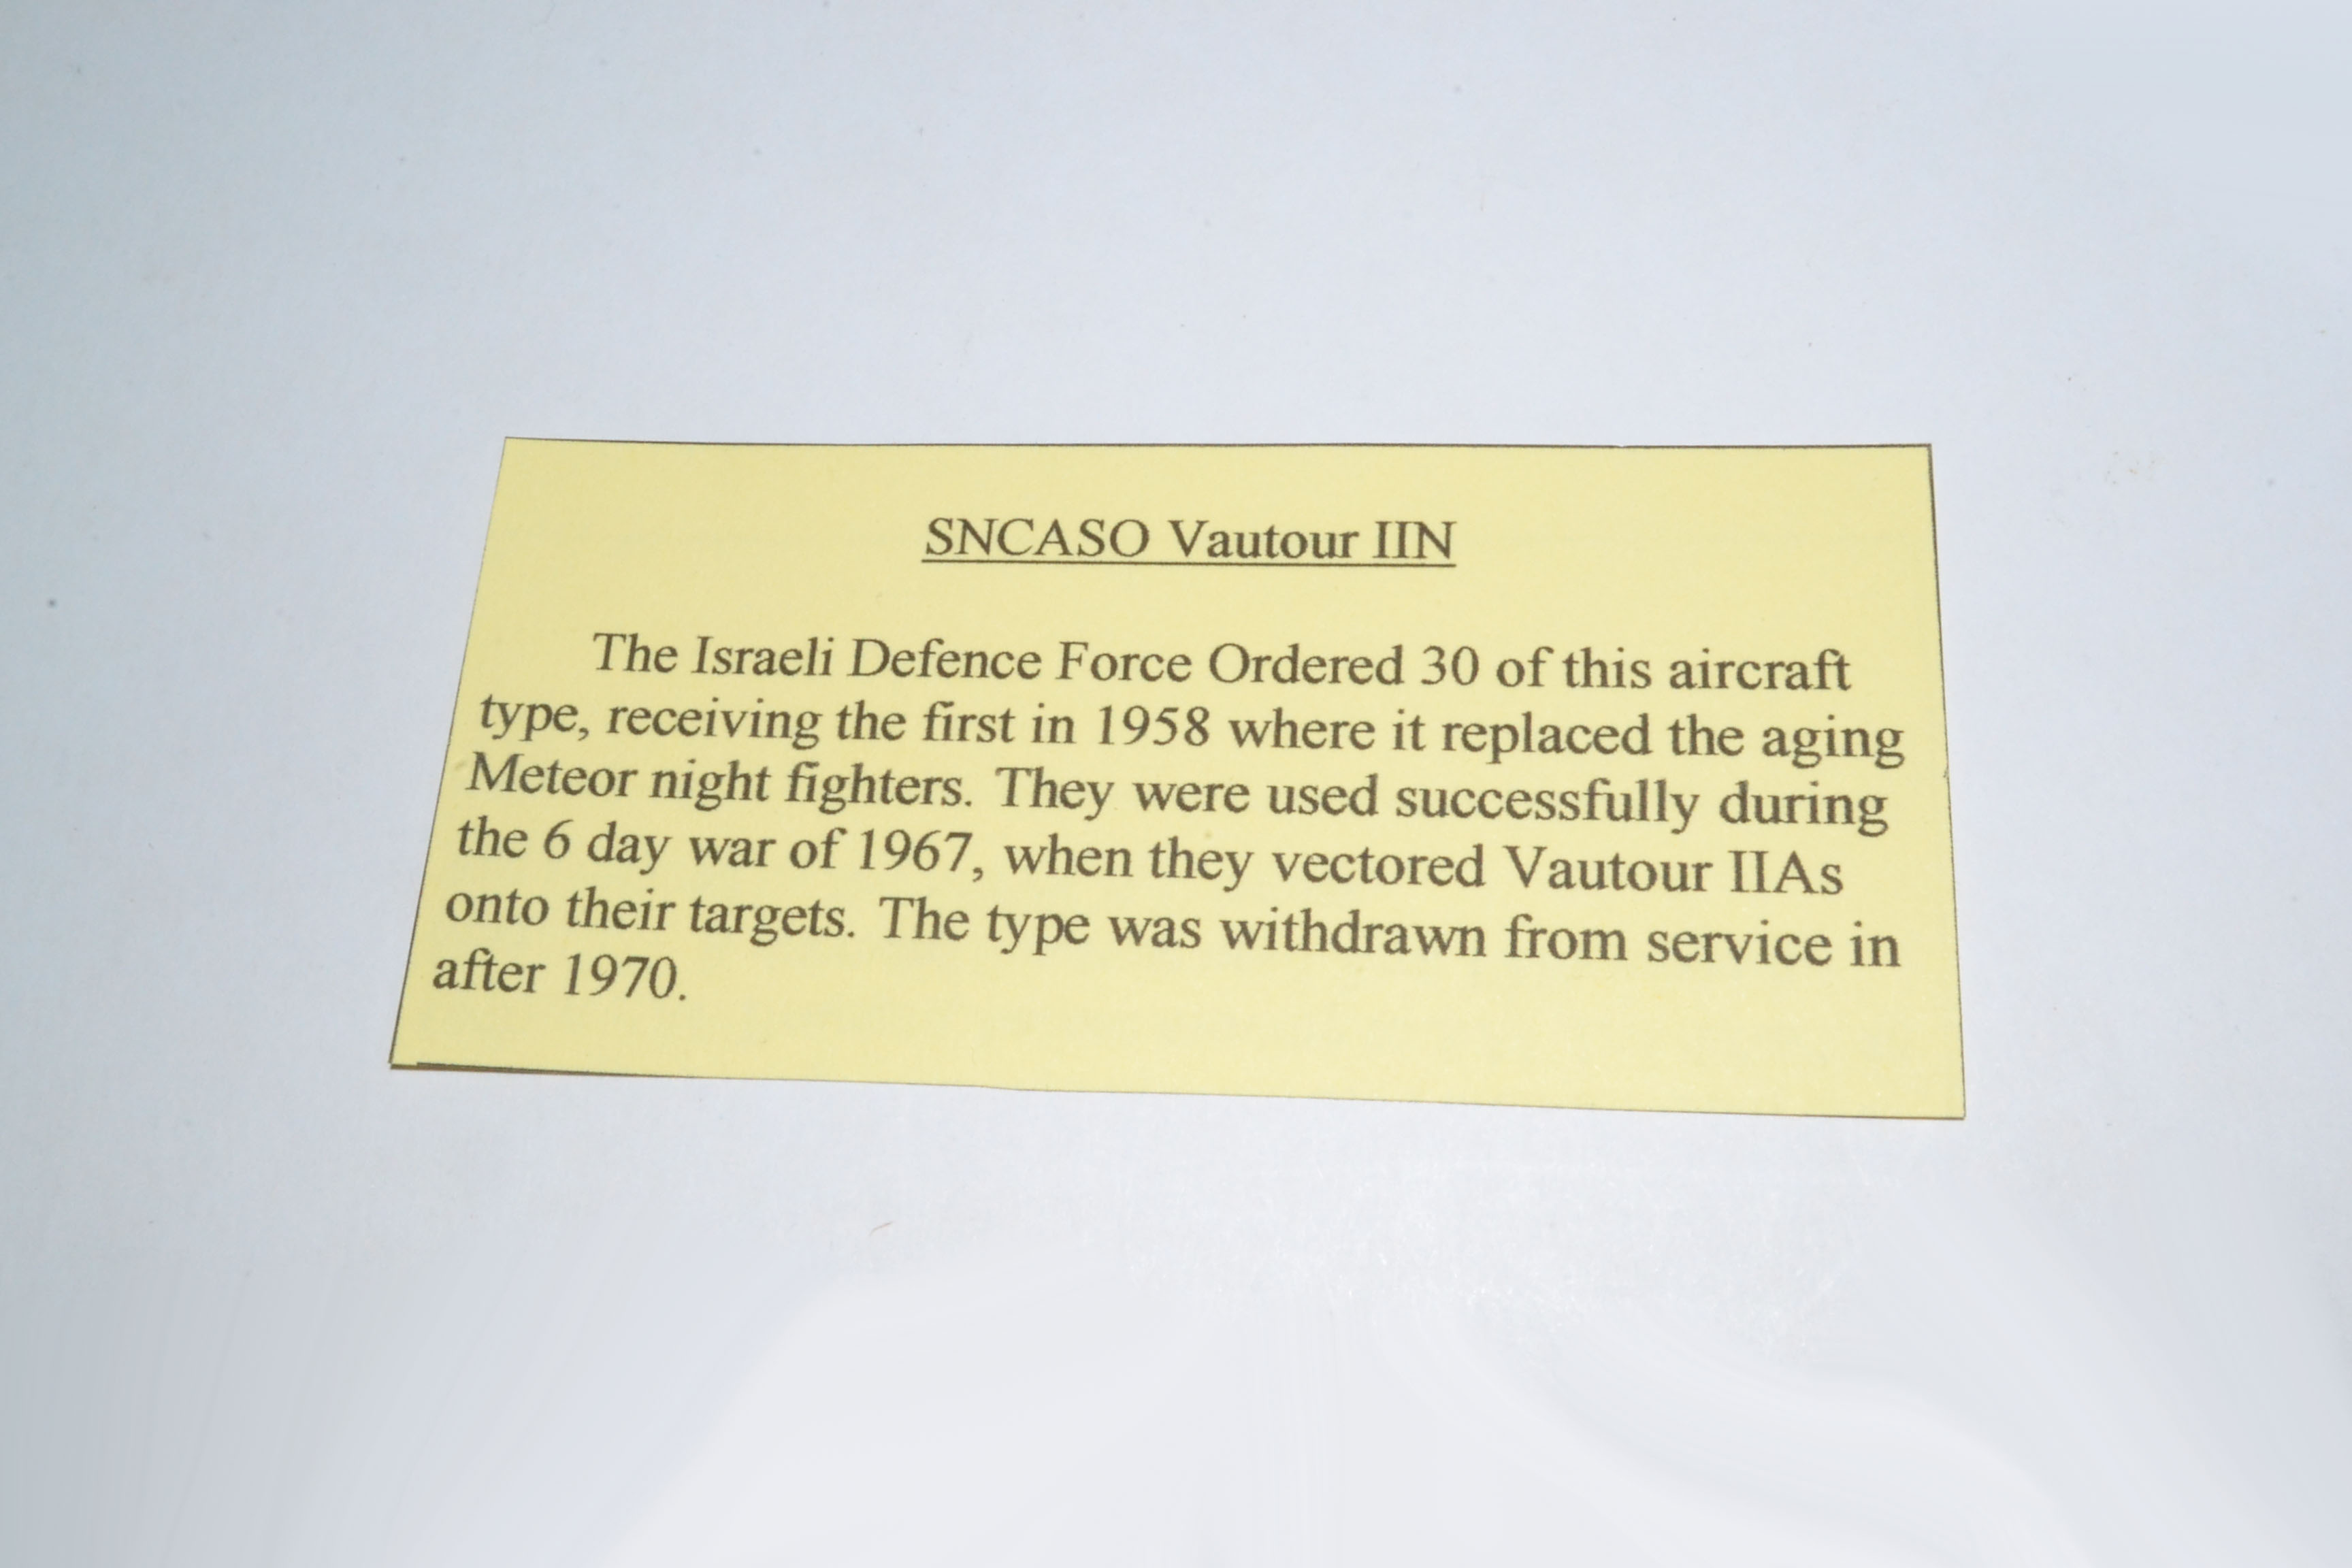 SNCASO Vautour IIN
The Israeli Defence Force Ordered 30 of this aircraft
type, receiving the first in 1958 where it replaced the aging
Meteor night fighters. They were used successfully during
the 6 day war of 1967, when they vectored Vautour IIAs
onto their targets. The type was withdrawn from service in
after 1970.